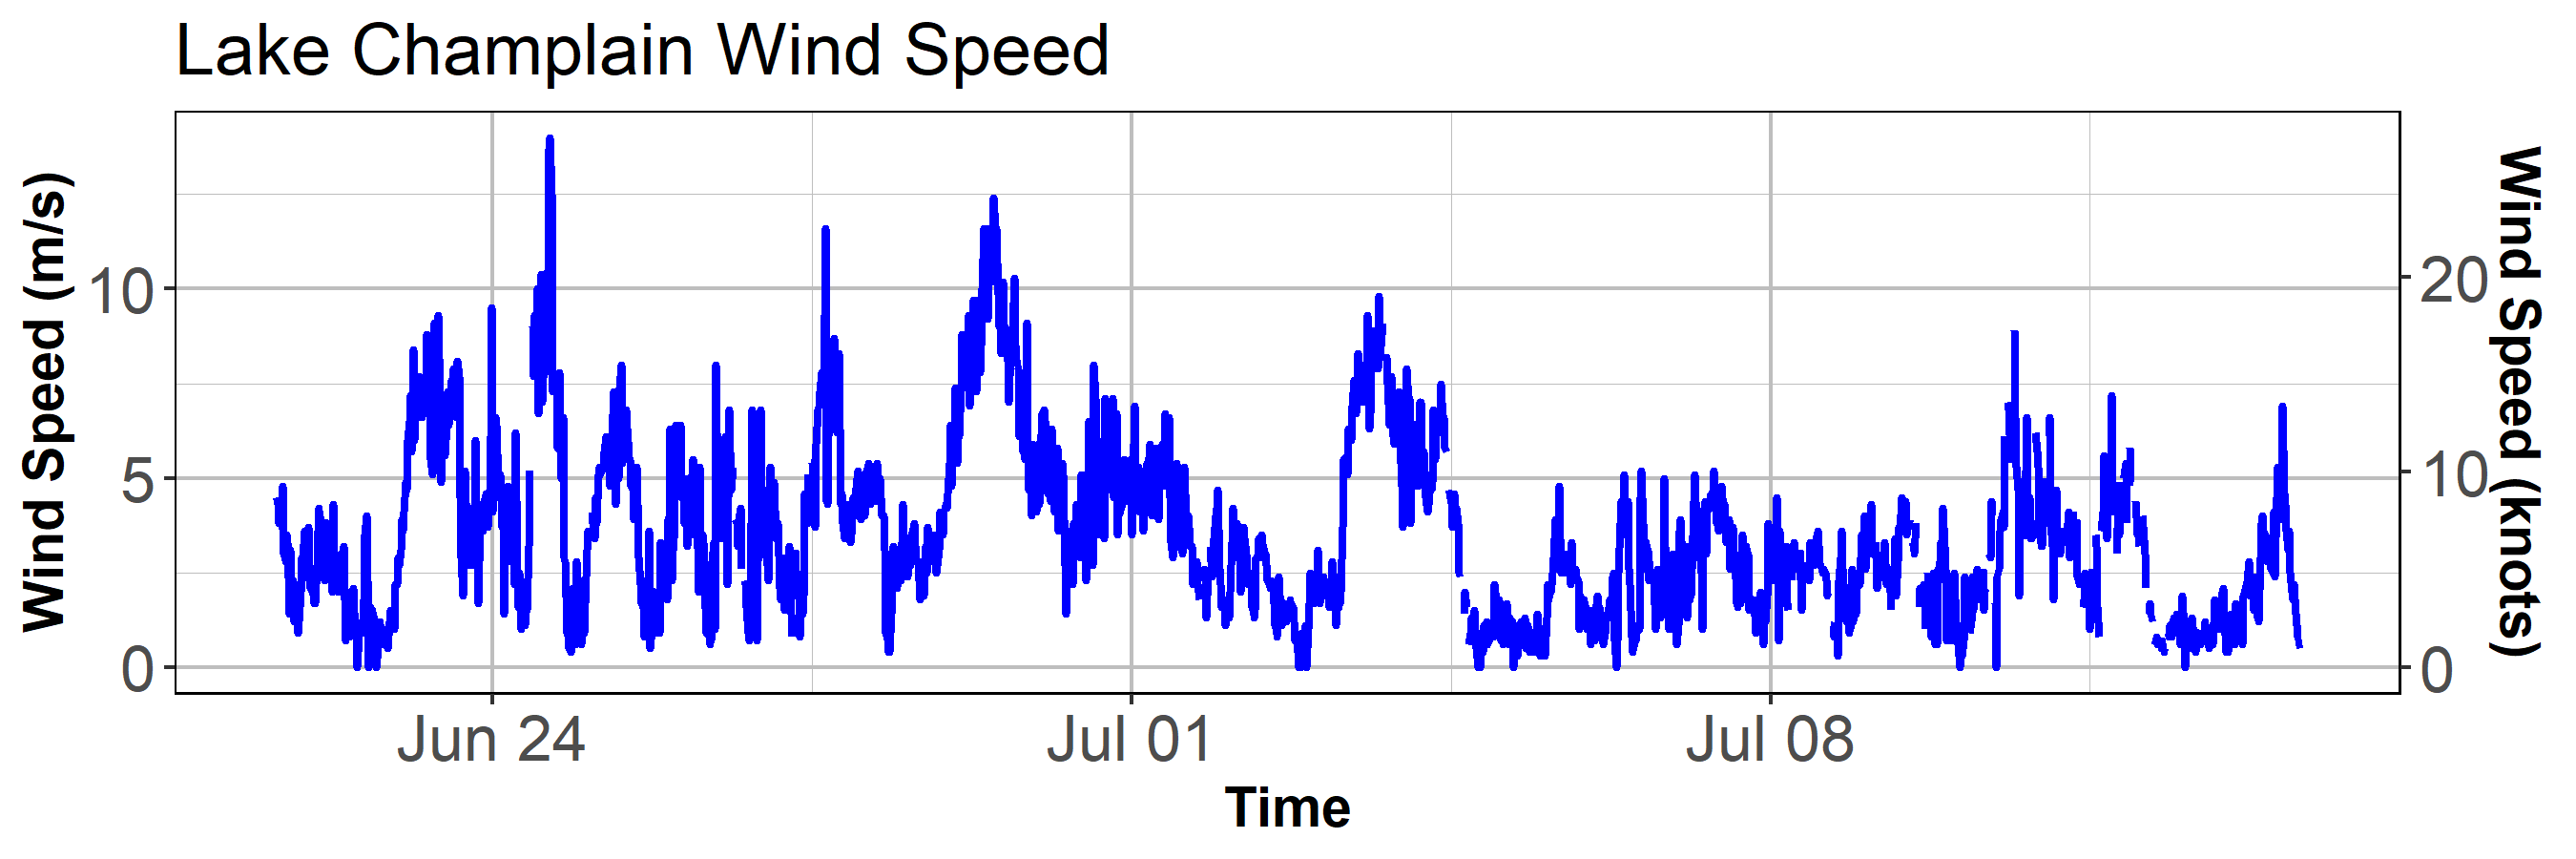 Lake Champlain Wind Speed
Wind Speed (m/s)
10
5
0
20
10
0
Wind Speed (knots)
Jun 24
Jul 01
Jul 08
Time